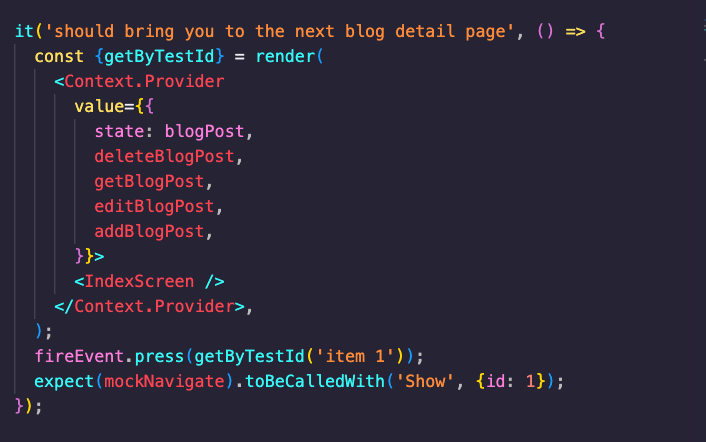 it('should bring you to the next blog detail page', () => {
const {getByTestId} = render(
<Context.Provider
value={{
state: blogPost,
deleteBlogPost,
getBlogPost,
editBlogPost,
addBlogPost,
}}>
<IndexScreen />
</Context.Provider>,
);
fireEvent.press(getByTestId('item 1'));
expect(mockNavigate).toBeCalledWith('Show', {id: 1});
});